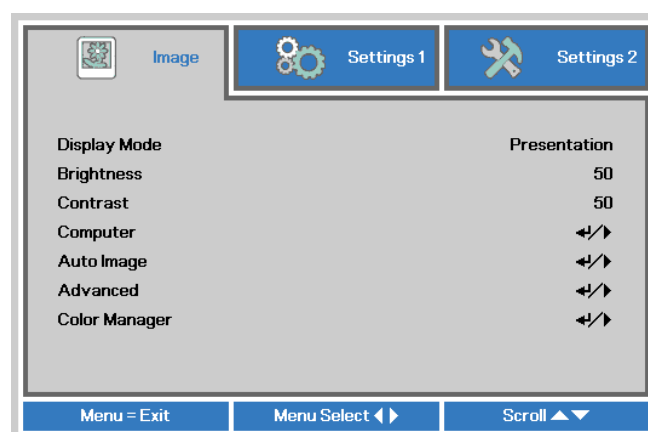 Image Settings 1 Settings 2
Display Mode Presentation
Brightness 50
Contrast 50
Computer ↵/▶
Auto Image ↵/▶
Advanced ↵/▶
Color Manager ↵/▶
Menu = Exit Menu Select ◀▶ Scroll ▲▼